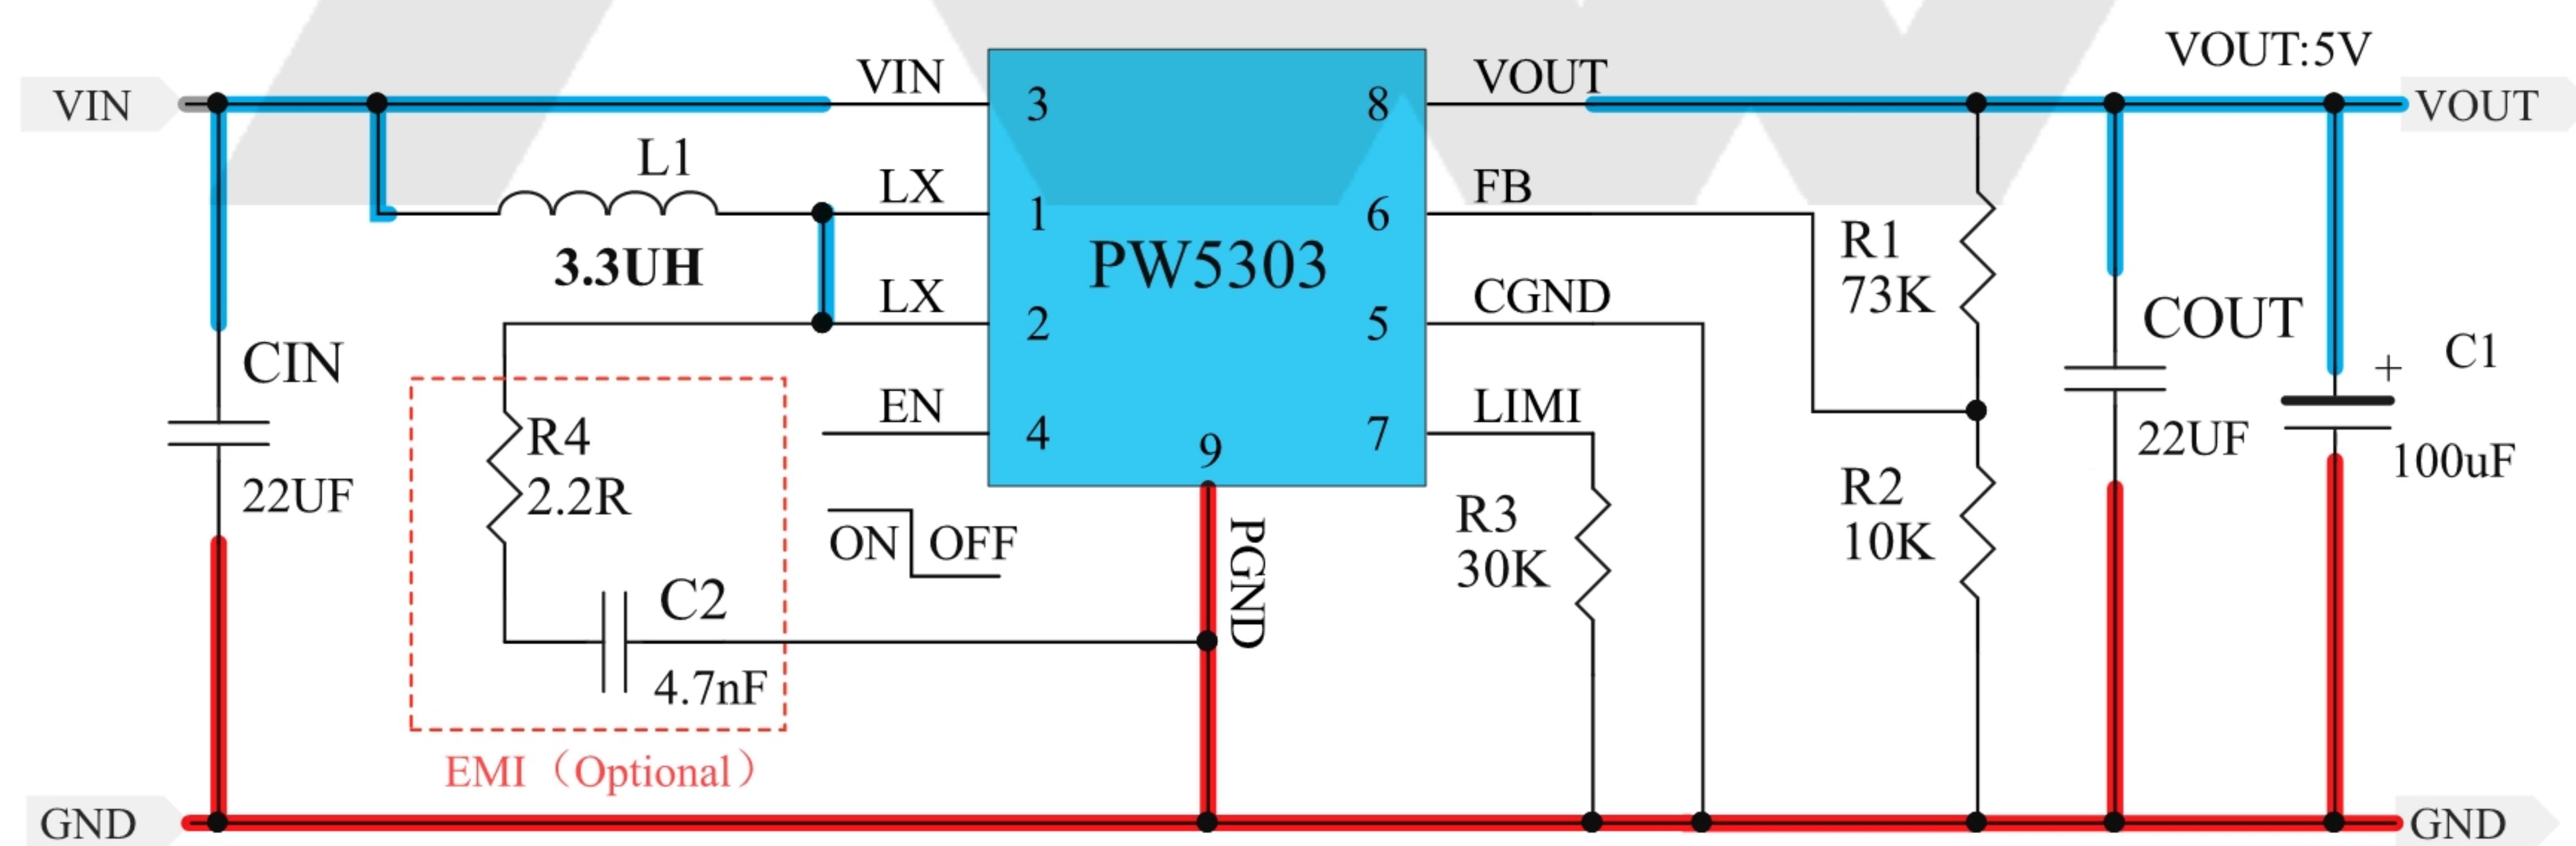 VOUT:5V
VIN
VIN
3
8
VOUT
VOUT
L1
LX
1
6
FB
3.3UH
PW5303
R1
73K
LX
2
5
CGND
CIN
22UF
COUT
22UF
+
C1
100uF
EN
4
9
7
LIMI
R4
2.2R
ON
OFF
PGND
R3
30K
R2
10K
C2
4.7nF
EMI（Optional）
GND
GND